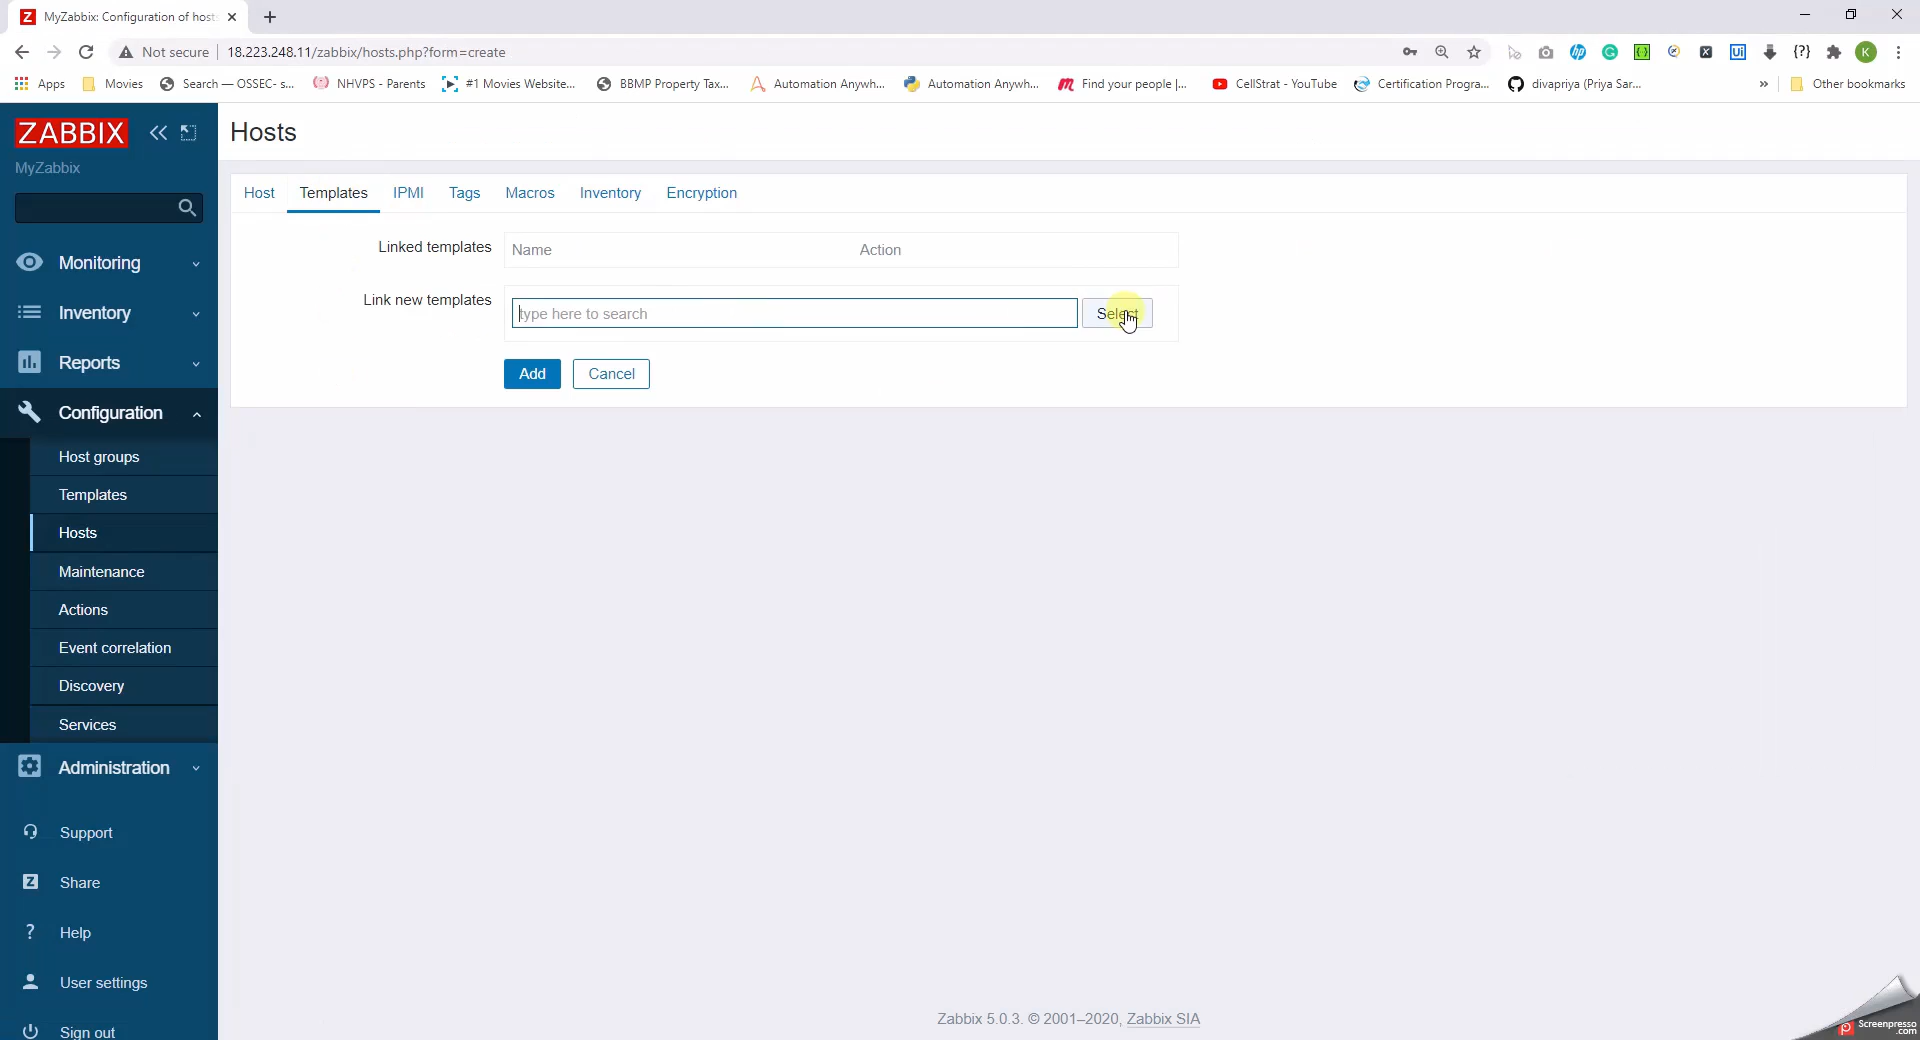 MyZabbix: Configuration of hosts
Not secure
18.223.248.11/zabbix/hosts.php?form=create
K
Apps
Movies
Search — OSSEC- s...
NHVPS - Parents
#1 Movies Website...
BBMP Property Tax...
Automation Anywh...
Automation Anywh...
Find your people |...
CellStrat - YouTube
Certification Progra...
divapriya (Priya Sar...
»
Other bookmarks
ZABBIX
MyZabbix
Monitoring
Inventory
Reports
Configuration
Host groups
Templates
Hosts
Maintenance
Actions
Event correlation
Discovery
Services
Administration
Support
Share
Help
User settings
Sign out
Hosts
Host Templates IPMI Tags Macros Inventory Encryption
Linked templates Name Action
Link new templates type here to search Select
Add Cancel
Zabbix 5.0.3. © 2001–2020, Zabbix SIA
Screenpresso
.com